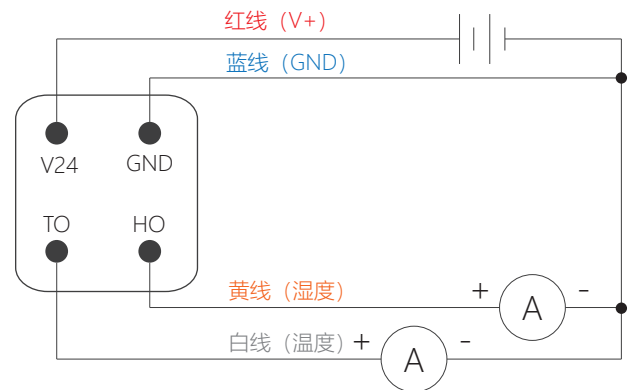 红线（V+）
蓝线（GND）
V24 GND
TO HO
黄线（湿度） + A -
白线（温度） + A -